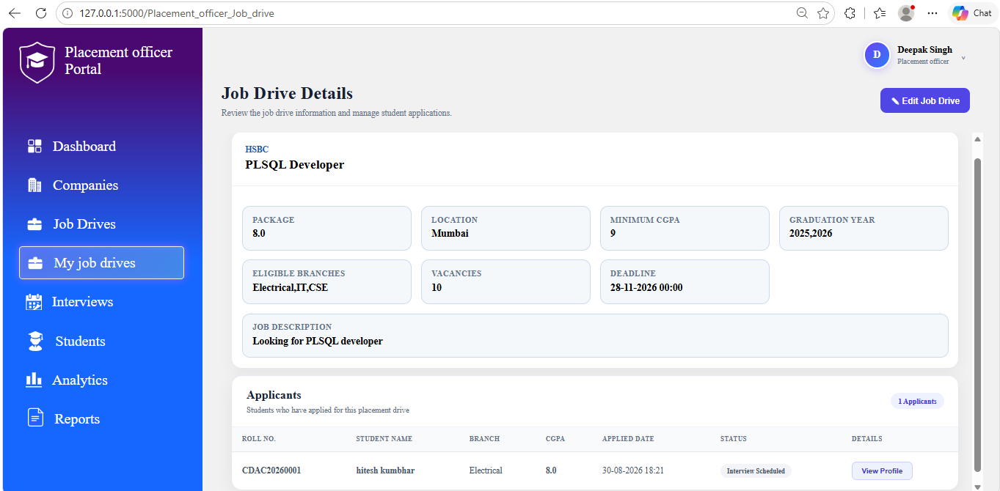 127.0.0.1:5000/Placement_officer_Job_drive
Chat
Placement officer
Portal
Dashboard
Companies
Job Drives
My job drives
Interviews
Students
Analytics
Reports
D
Deepak Singh
Placement officer
Job Drive Details
Review the job drive information and manage student applications.
Edit Job Drive
HSBC
PLSQL Developer
PACKAGE
8.0
LOCATION
Mumbai
MINIMUM CGPA
9
GRADUATION YEAR
2025,2026
ELIGIBLE BRANCHES
Electrical,IT,CSE
VACANCIES
10
DEADLINE
28-11-2026 00:00
JOB DESCRIPTION
Looking for PLSQL developer
Applicants
Students who have applied for this placement drive
1 Applicants
ROLL NO. STUDENT NAME BRANCH CGPA APPLIED DATE STATUS DETAILS
CDAC20260001 hitesh kumbhar Electrical 8.0 30-08-2026 18:21 Interview Scheduled View Profile